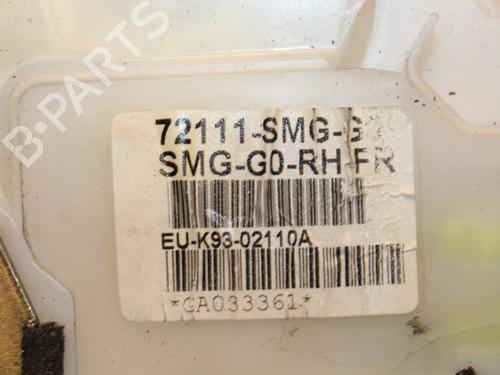 B-PARTS
72111-SMG-G
SMG-G0-RH FR
EU-K93-02110A
*GA033361*